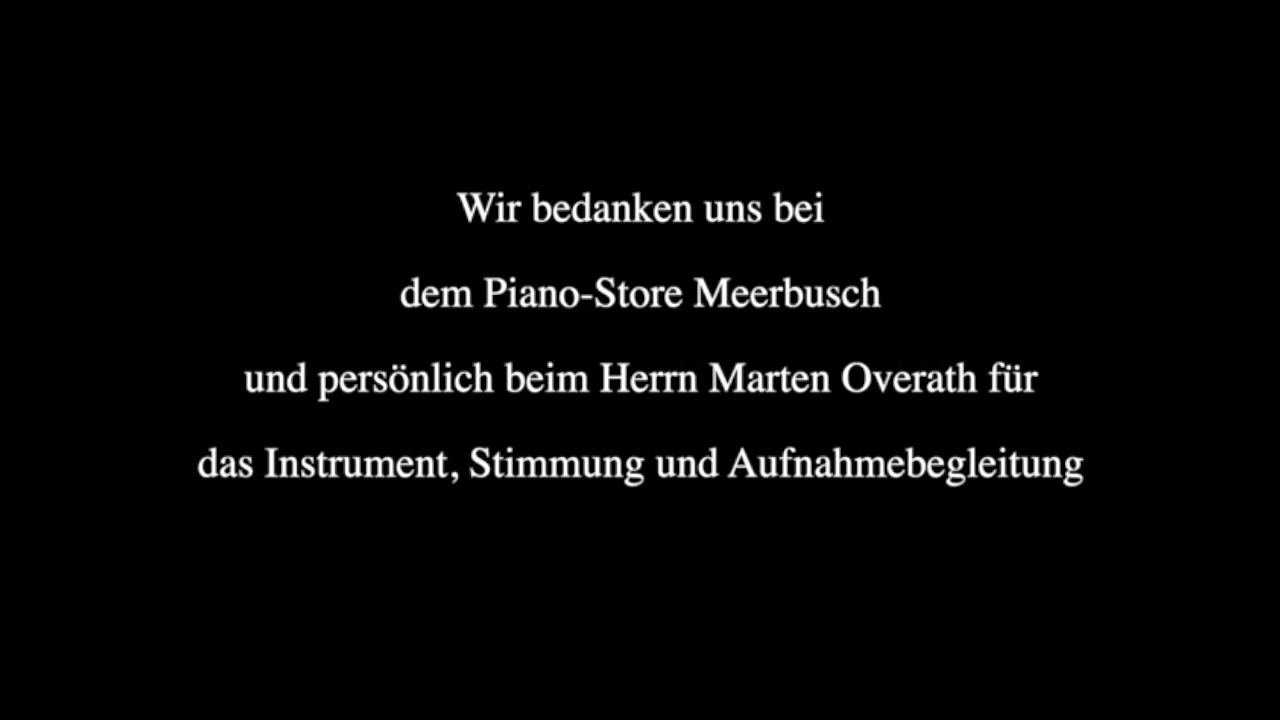 Wir bedanken uns bei
dem Piano-Store Meerbusch
und persönlich beim Herrn Marten Overath für
das Instrument, Stimmung und Aufnahmebegleitung